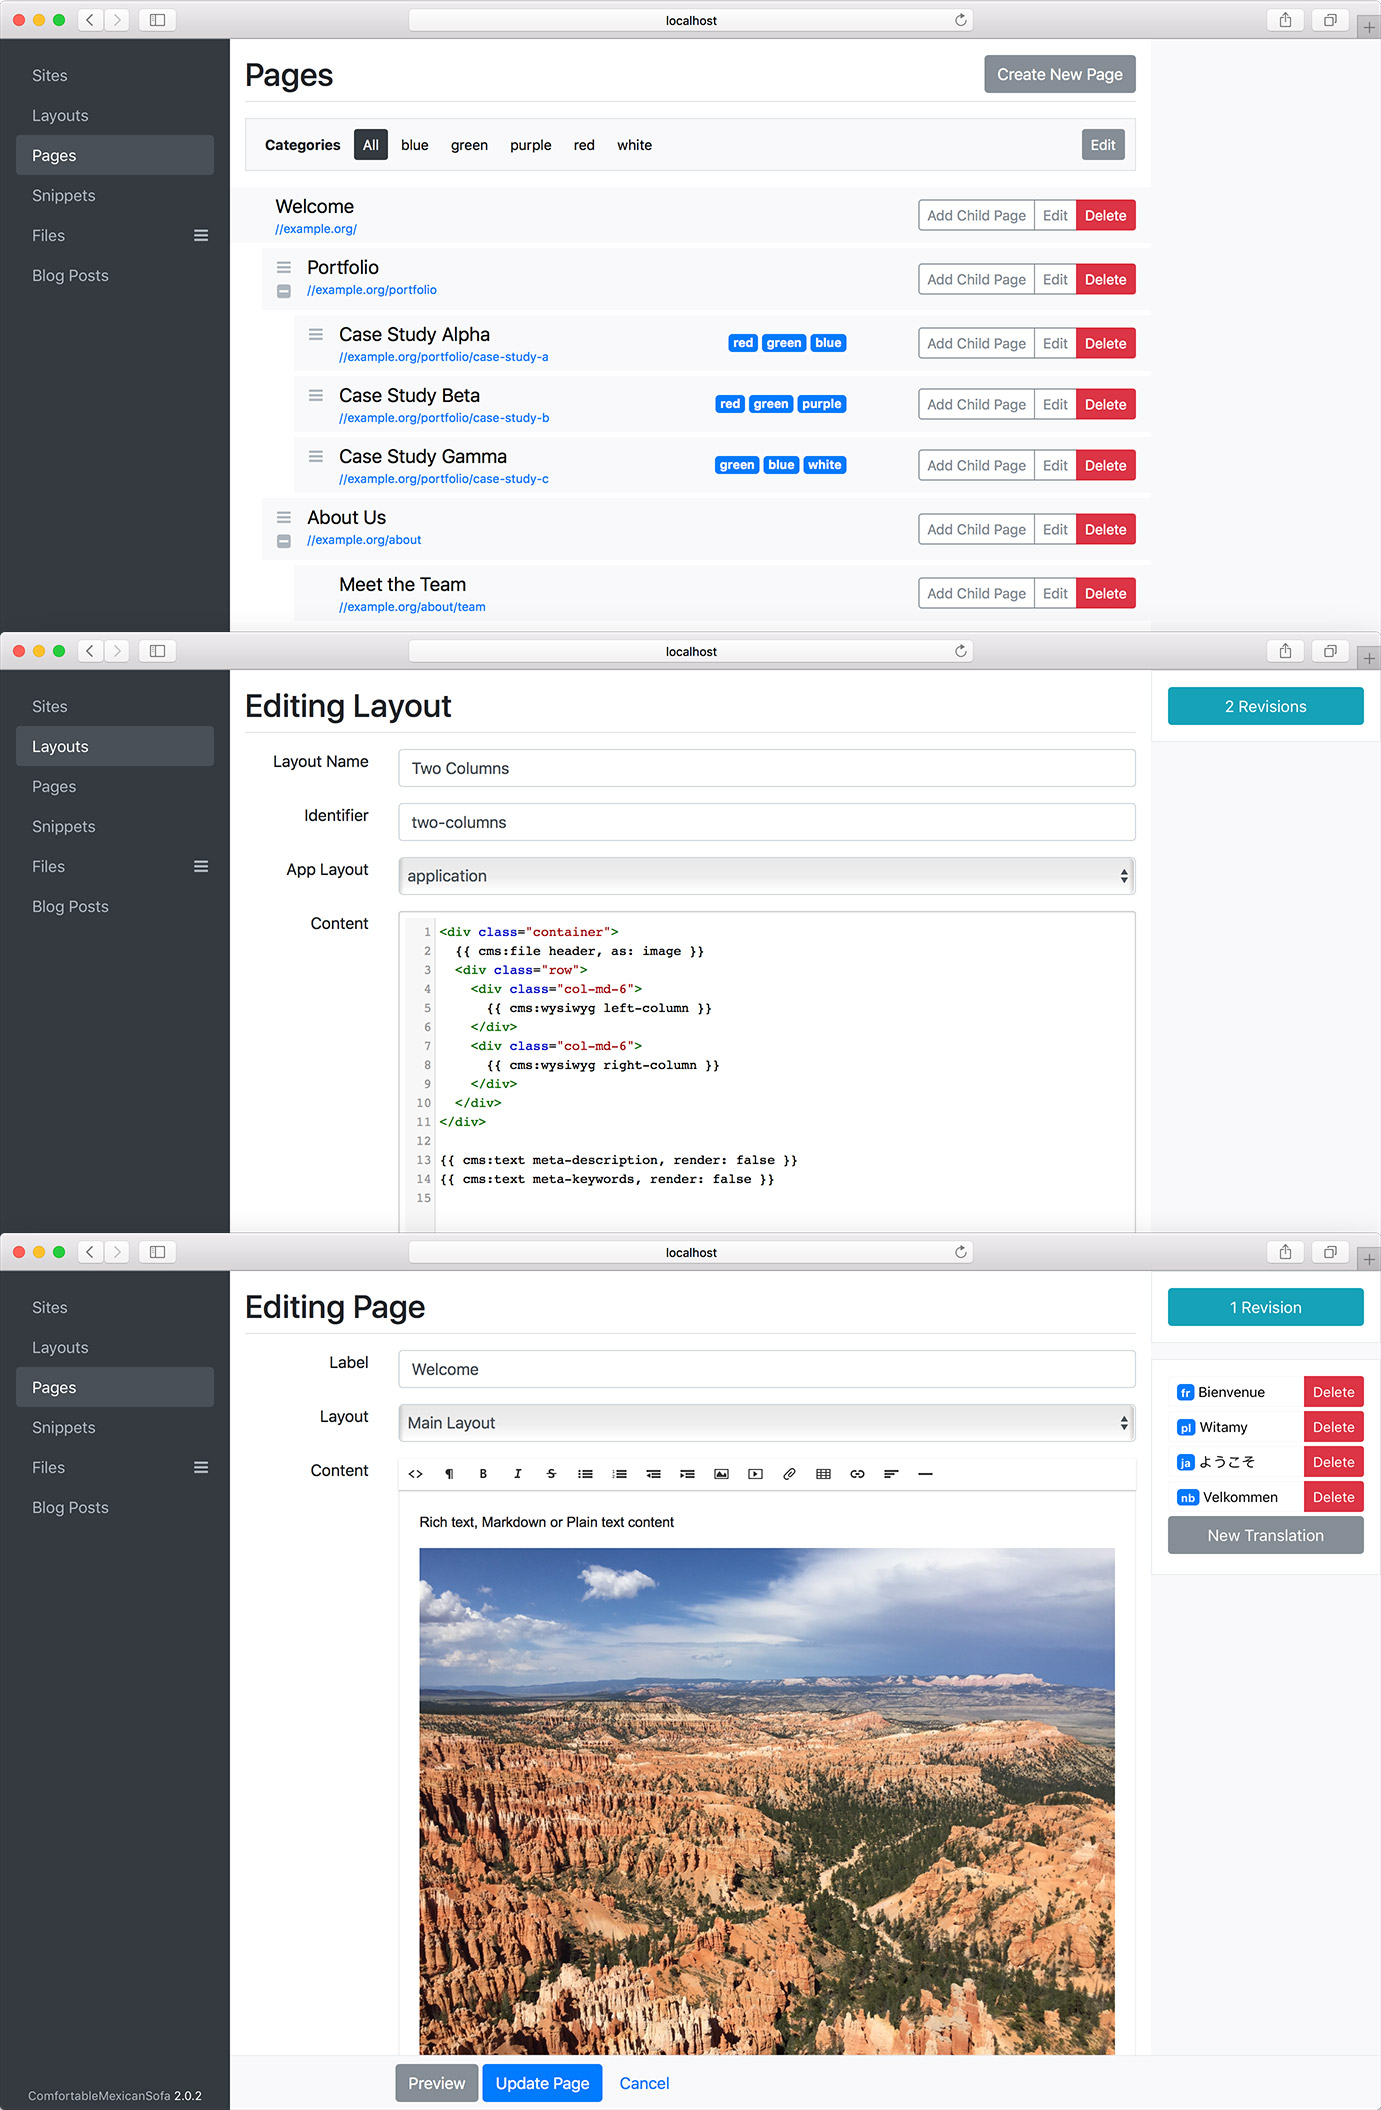 localhost
Sites
Layouts
Pages
Snippets
Files
Blog Posts
Pages
Create New Page
Categories All blue green purple red white Edit
Welcome
//example.org/
Add Child Page Edit Delete
Portfolio
//example.org/portfolio
Add Child Page Edit Delete
Case Study Alpha
//example.org/portfolio/case-study-a
red green blue
Add Child Page Edit Delete
Case Study Beta
//example.org/portfolio/case-study-b
red green purple
Add Child Page Edit Delete
Case Study Gamma
//example.org/portfolio/case-study-c
green blue white
Add Child Page Edit Delete
About Us
//example.org/about
Add Child Page Edit Delete
Meet the Team
//example.org/about/team
Add Child Page Edit Delete
localhost
Sites
Layouts
Pages
Snippets
Files
Blog Posts
Editing Layout
Layout Name Two Columns
Identifier two-columns
App Layout application
Content
1 <div class="container">
2 {{ cms:file header, as: image }}
3 <div class="row">
4 <div class="col-md-6">
5 {{ cms:wysiwyg left-column }}
6 </div>
7 <div class="col-md-6">
8 {{ cms:wysiwyg right-column }}
9 </div>
10 </div>
11 </div>
12
13 {{ cms:text meta-description, render: false }}
14 {{ cms:text meta-keywords, render: false }}
15
2 Revisions
localhost
Sites
Layouts
Pages
Snippets
Files
Blog Posts
ComfortableMexicanSofa 2.0.2
Editing Page
Label Welcome
Layout Main Layout
Content
Rich text, Markdown or Plain text content
Preview Update Page Cancel
1 Revision
fr Bienvenue Delete
pl Witamy Delete
ja ようこそ Delete
nb Velkommen Delete
New Translation